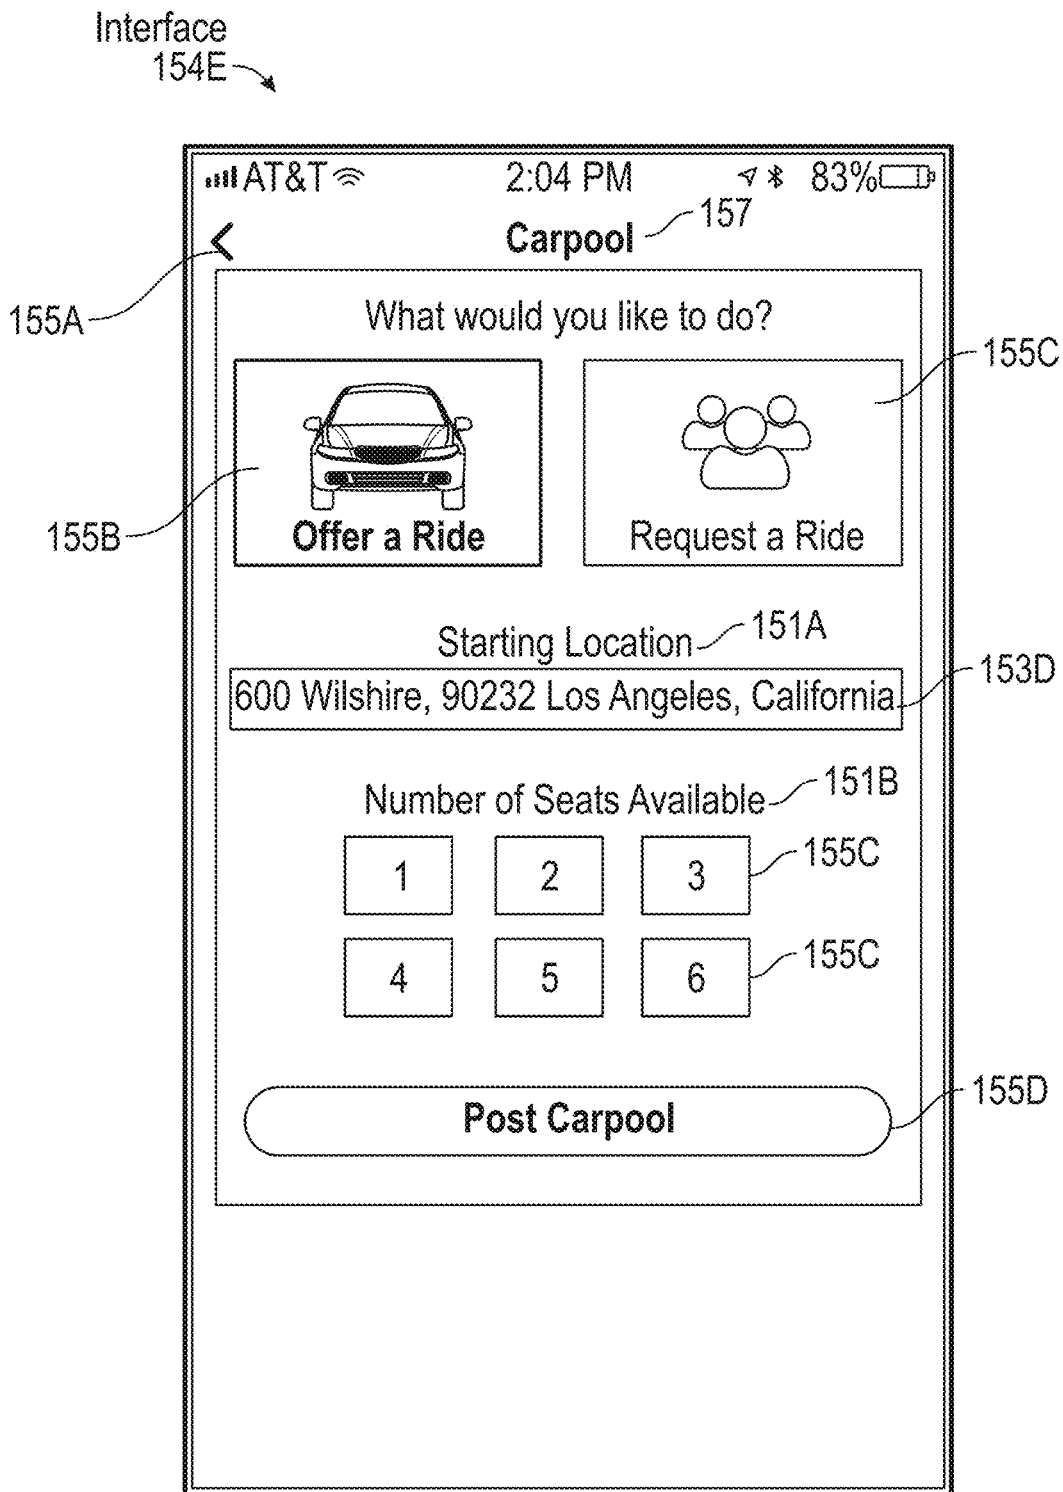 Interface
154E
AT&T 2:04 PM 83%
Carpool 157
155A
What would you like to do?
155C
155B
Offer a Ride Request a Ride
Starting Location 151A
600 Wilshire, 90232 Los Angeles, California 153D
Number of Seats Available 151B
1 2 3 155C
4 5 6 155C
Post Carpool 155D